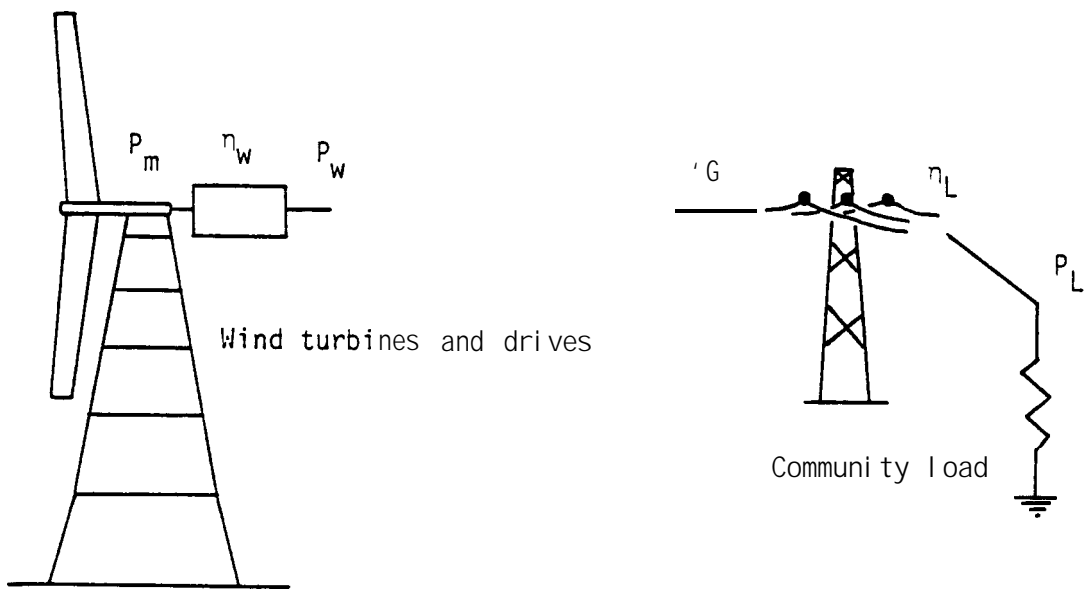 P_m
η_w
P_w
Wind turbines and drives
'G
η_L
P_L
Community load